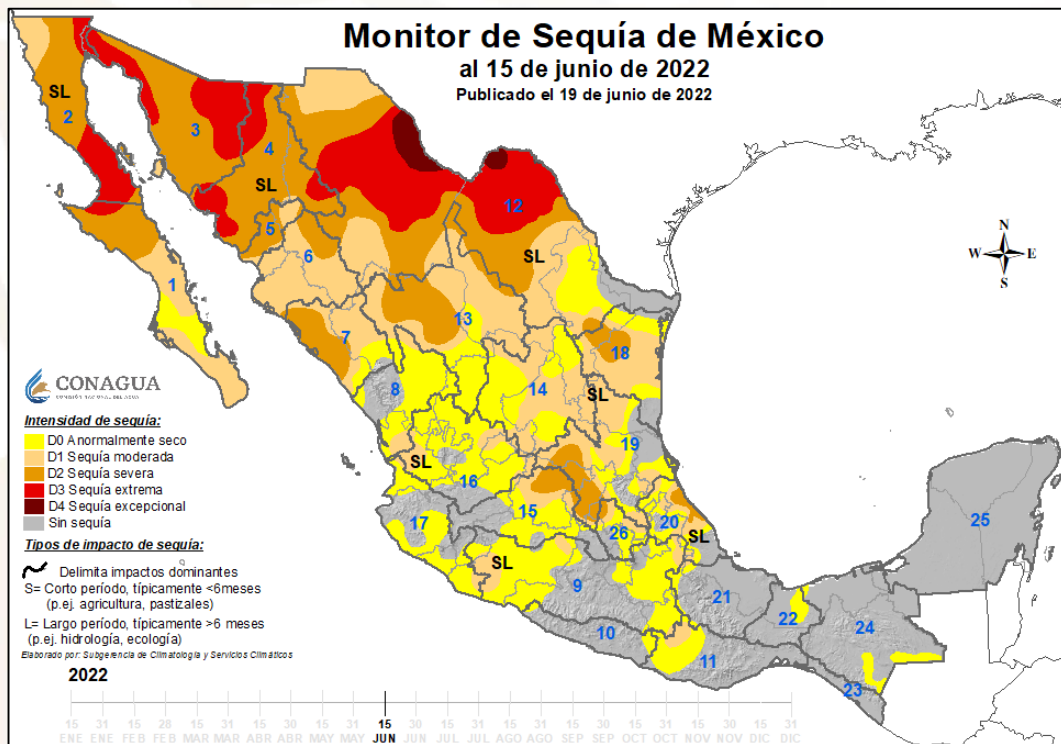 Monitor de Sequía de México
al 15 de junio de 2022
Publicado el 19 de junio de 2022
SL
2
3
4
SL
5
6
12
SL
1
7
13
18
N
W E
S
8
14
SL
19
SL
16
15
17
26
20
SL
SL
9
21
25
10
11
22
24
23
CONAGUA
COMISIÓN NACIONAL DEL AGUA
Intensidad de sequía:
D0 Anormalmente seco
D1 Sequía moderada
D2 Sequía severa
D3 Sequía extrema
D4 Sequía excepcional
Sin sequía
Tipos de impacto de sequía:
Delimita impactos dominantes
S= Corto período, típicamente <6meses
(p.ej. agricultura, pastizales)
L= Largo período, típicamente >6 meses
(p.ej. hidrología, ecología)
Elaborado por: Subgerencia de Climatología y Servicios Climáticos
2022
15 31 15 28 15 31 15 30 15 31 15 30 15 31 15 31 15 30 15 31 15 30 15 31
ENE ENE FEB FEB MAR MAR ABR ABR MAY MAY JUN JUN JUL JUL AGO AGO SEP SEP OCT OCT NOV NOV DIC DIC